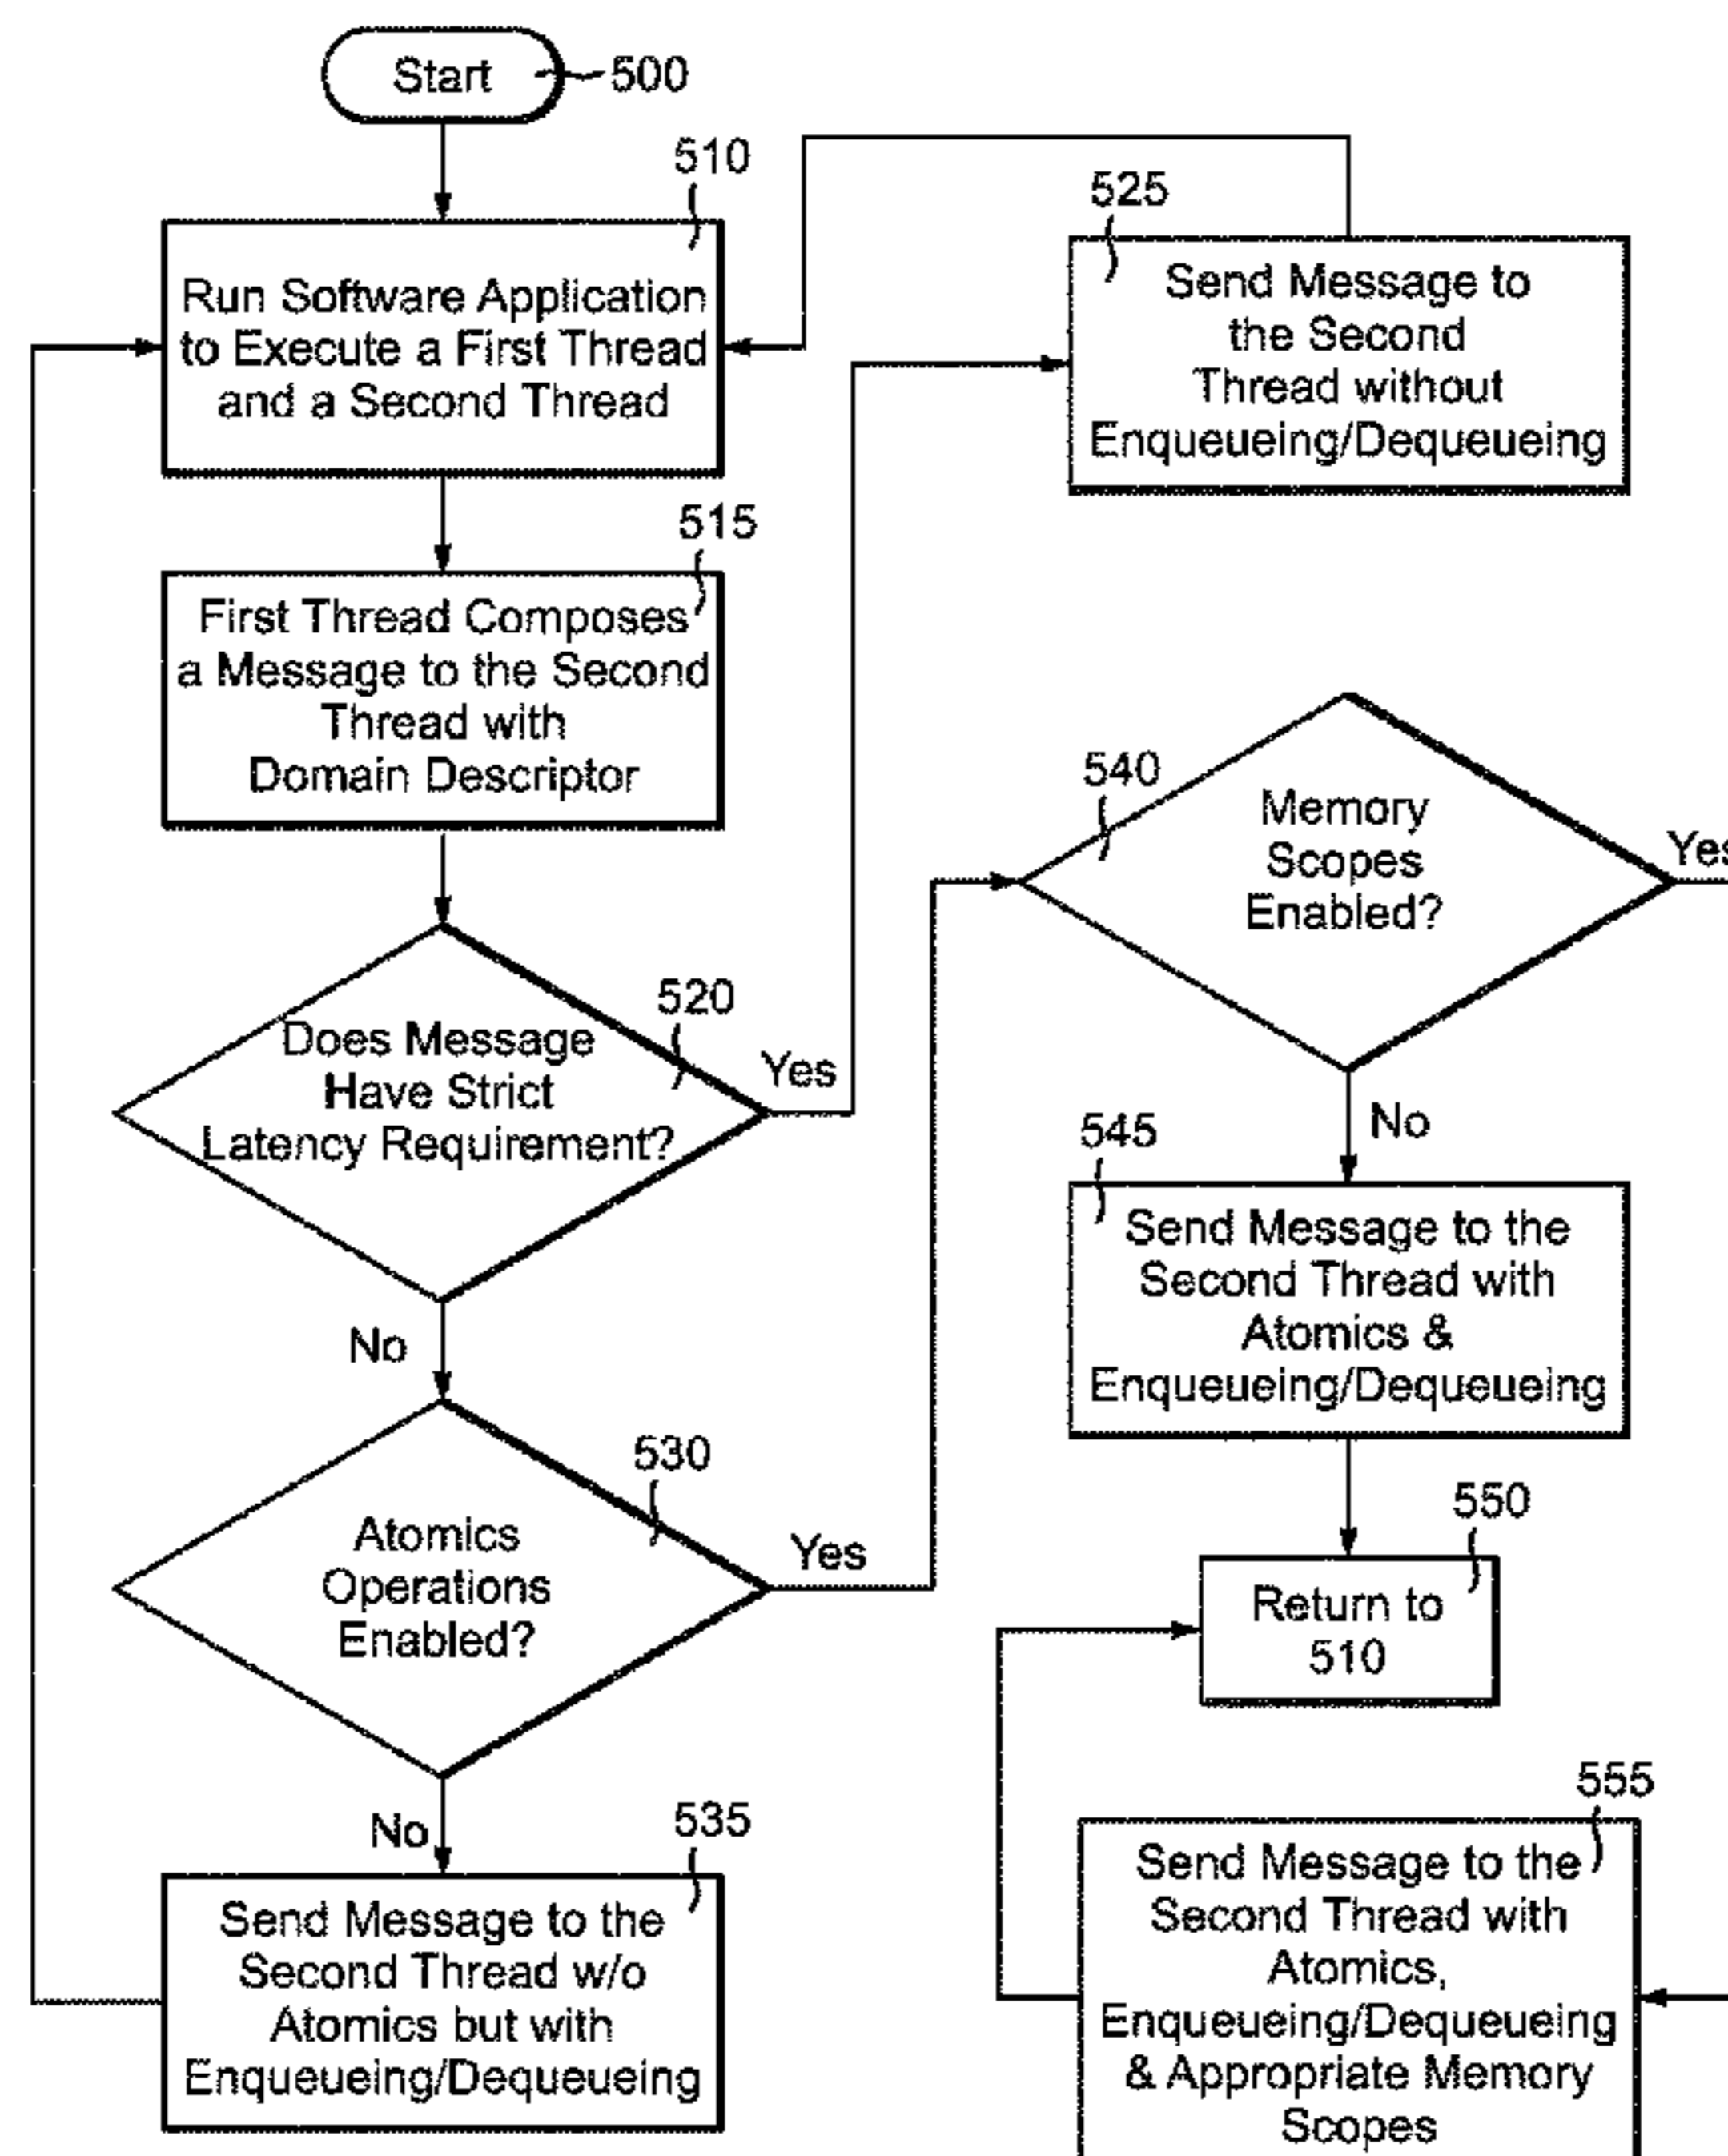 Start
500
510
Run Software Application
to Execute a First Thread
and a Second Thread
515
First Thread Composes
a Message to the Second
Thread with
Domain Descriptor
520
Does Message
Have Strict
Latency Requirement?
Yes
No
525
Send Message to
the Second
Thread without
Enqueueing/Dequeueing
530
Atomics
Operations
Enabled?
Yes
No
535
Send Message to the
Second Thread w/o
Atomics but with
Enqueueing/Dequeueing
540
Memory
Scopes
Enabled?
Yes
No
545
Send Message to the
Second Thread with
Atomics &
Enqueueing/Dequeueing
550
Return to
510
555
Send Message to the
Second Thread with
Atomics,
Enqueueing/Dequeueing
& Appropriate Memory
Scopes